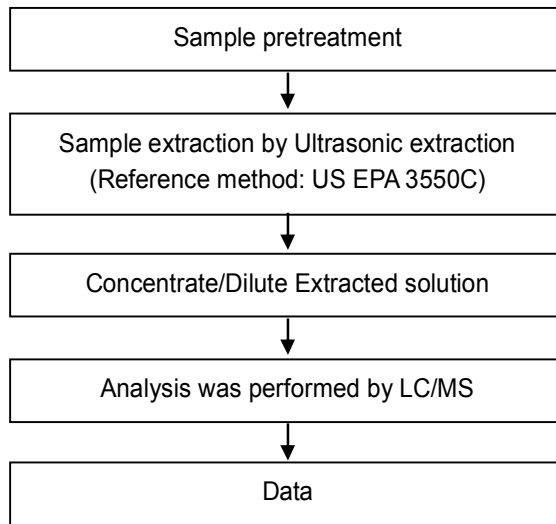 Sample pretreatment
Sample extraction by Ultrasonic extraction
(Reference method: US EPA 3550C)
Concentrate/Dilute Extracted solution
Analysis was performed by LC/MS
Data